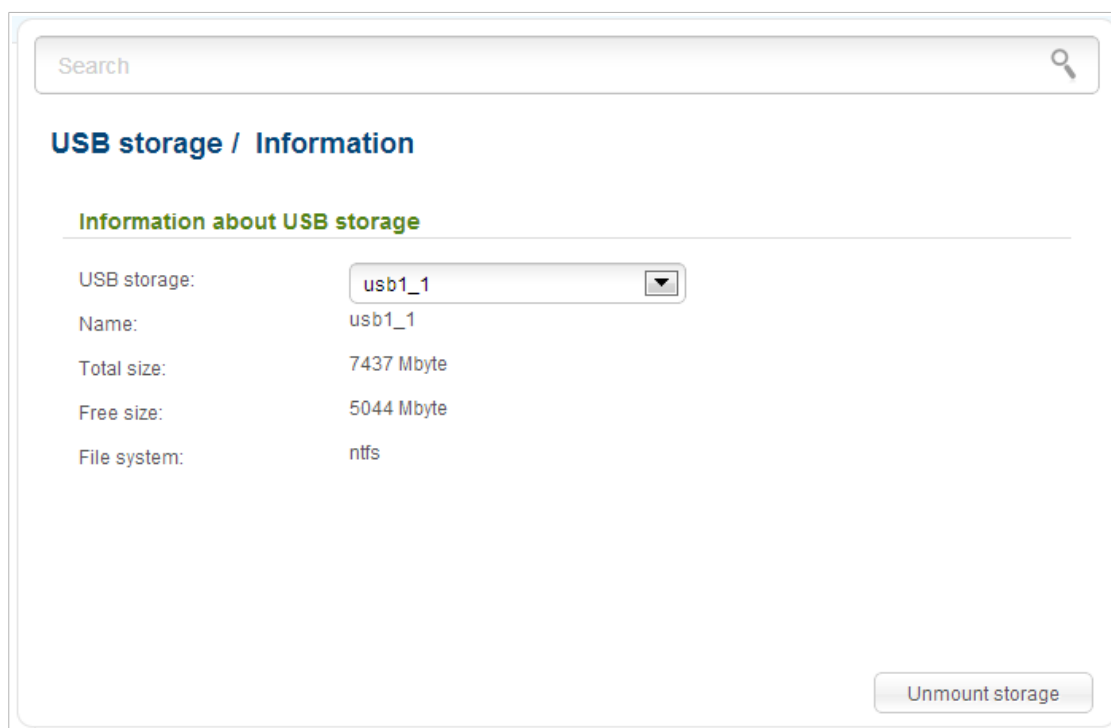 Search
USB storage / Information
Information about USB storage
USB storage: usb1_1
Name: usb1_1
Total size: 7437 Mbyte
Free size: 5044 Mbyte
File system: ntfs
Unmount storage